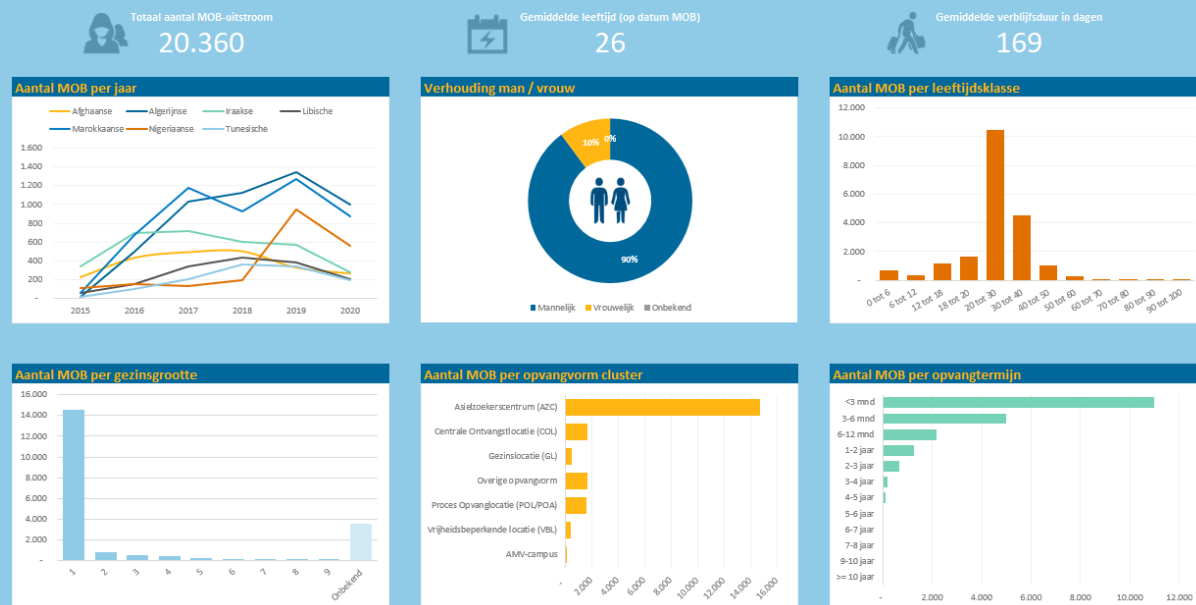 Totaal aantal MOB-uitstroom
20.360
Gemiddelde leeftijd (op datum MOB)
26
Gemiddelde verblijfsduur in dagen
169
Aantal MOB per jaar
Afghaanse Algerijnse Iraakse Libische
Marokkaanse Nigeriaanse Tunesische
1.600
1.400
1.200
1.000
800
600
400
200
-
2015 2016 2017 2018 2019 2020
Verhouding man / vrouw
10% 0%
90%
Mannelijk Vrouwelijk Onbekend
Aantal MOB per leeftijdsklasse
12.000
10.000
8.000
6.000
4.000
2.000
-
0 tot 6 6 tot 12 12 tot 18 18 tot 20 20 tot 30 30 tot 40 40 tot 50 50 tot 60 60 tot 70 70 tot 80 80 tot 90 90 tot 100
Aantal MOB per gezinsgrootte
16.000
14.000
12.000
10.000
8.000
6.000
4.000
2.000
-
1 2 3 4 5 6 7 8 9 Onbekend
Aantal MOB per opvangvorm cluster
Asielzoekerscentrum (AZC)
Centrale Ontvangstlocatie (COL)
Gezinslocatie (GL)
Overige opvangvorm
Proces Opvanglocatie (POL/POA)
Vrijheidsbeperkende locatie (VBL)
AMV-campus
- 2.000 4.000 6.000 8.000 10.000 12.000 14.000 16.000
Aantal MOB per opvangtermijn
<3 mnd
3-6 mnd
6-12 mnd
1-2 jaar
2-3 jaar
3-4 jaar
4-5 jaar
5-6 jaar
6-7 jaar
7-8 jaar
9-10 jaar
>= 10 jaar
- 2.000 4.000 6.000 8.000 10.000 12.000